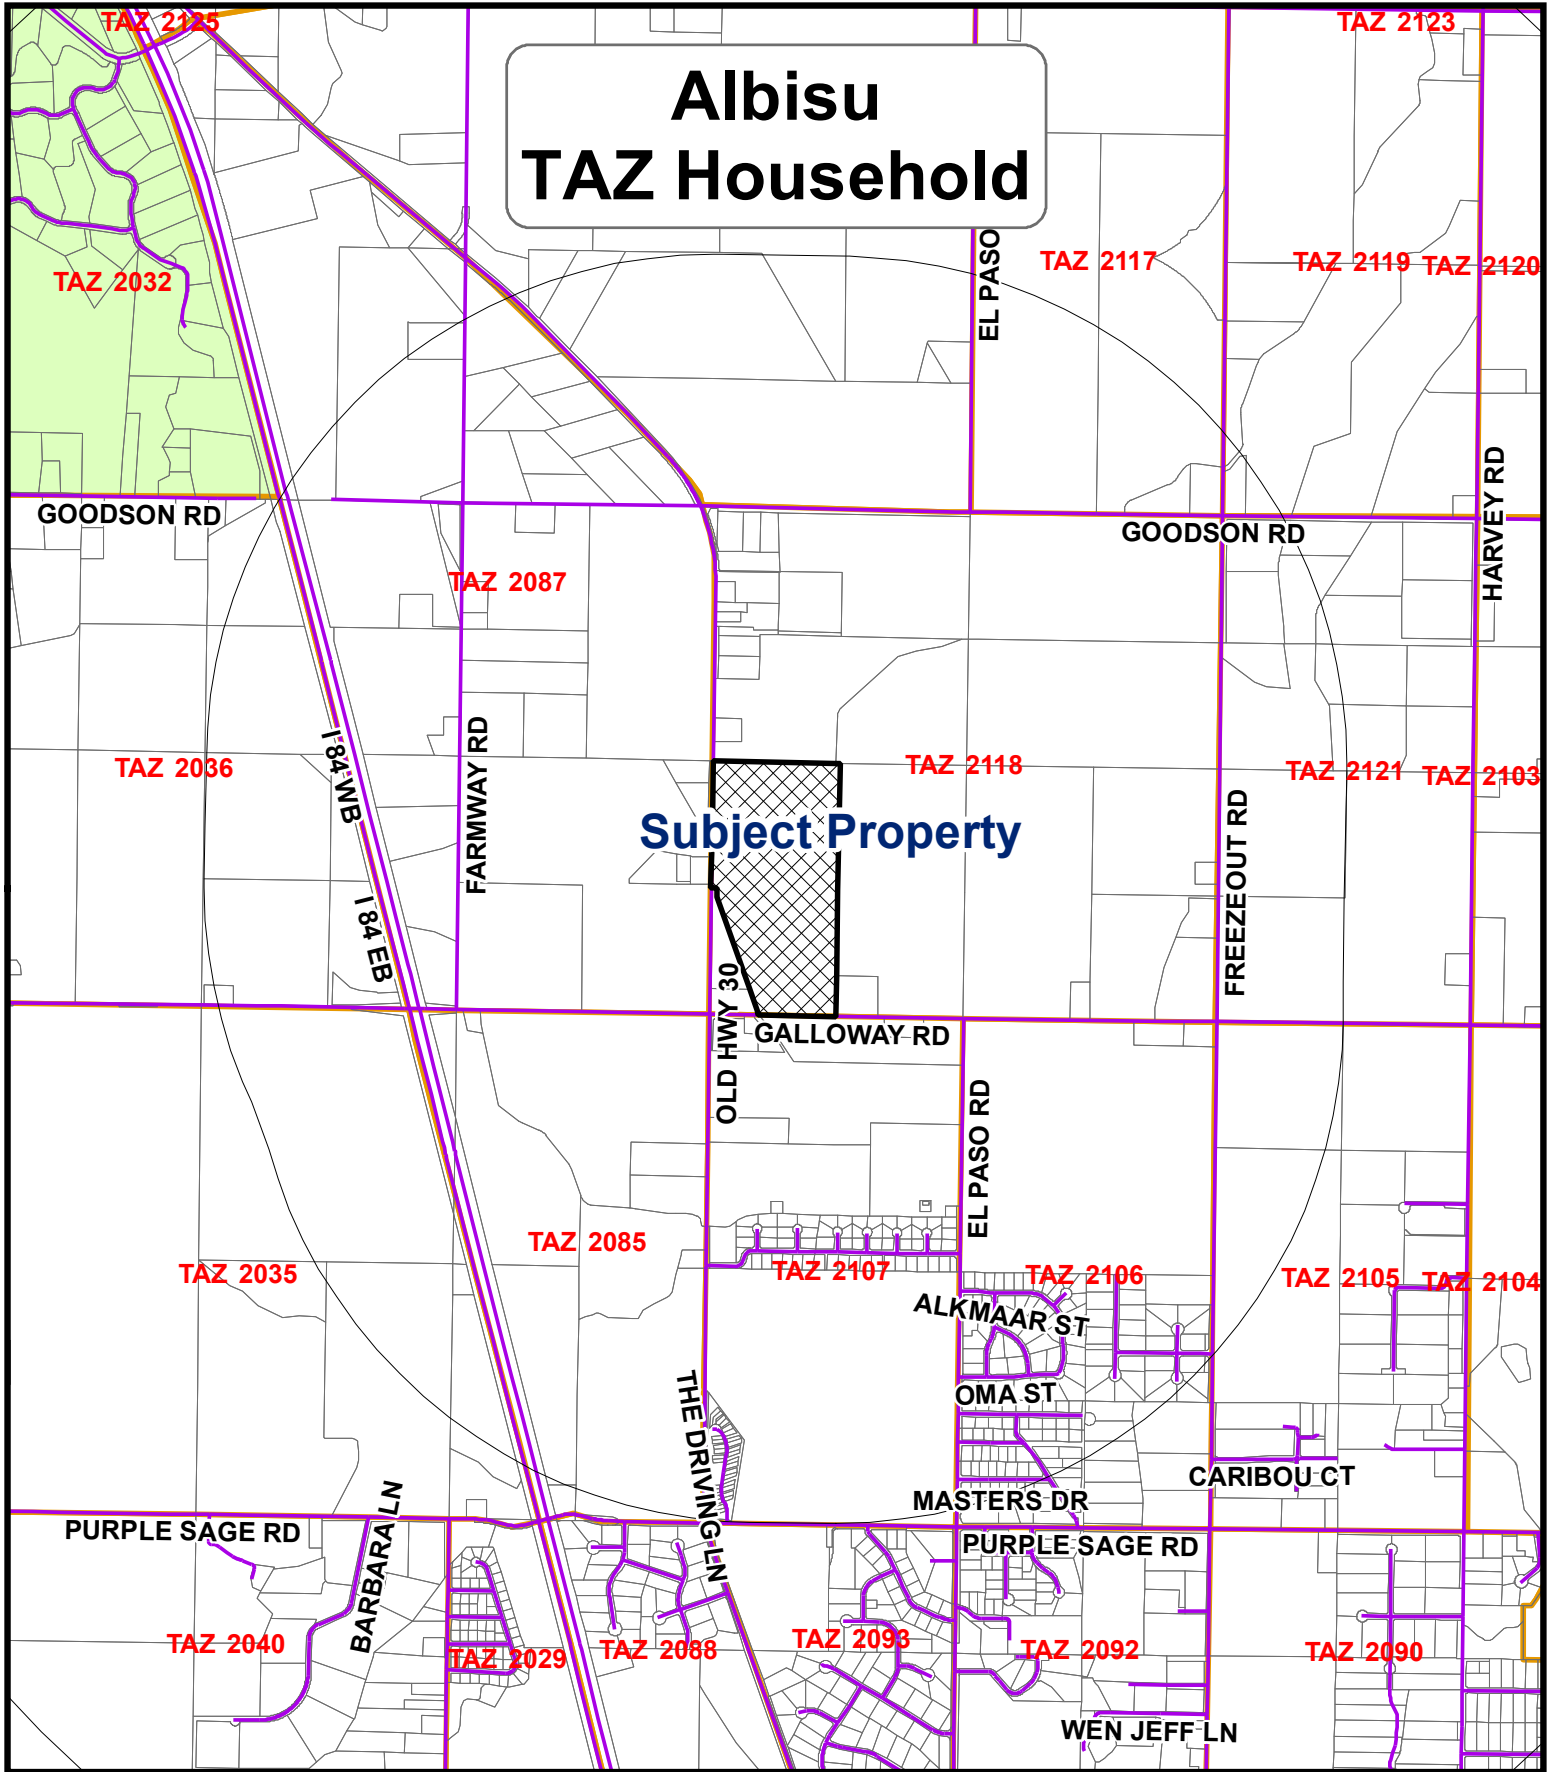 TAZ 2125
TAZ 2123
Albisu
TAZ Household
EL PASO
TAZ 2117
TAZ 2119
TAZ 2120
TAZ 2032
HARVEY RD
GOODSON RD
GOODSON RD
TAZ 2087
TAZ 2036
I 84 WB
FARMWAY RD
TAZ 2118
TAZ 2121
TAZ 2103
Subject Property
FREEZEOUT RD
I 84 EB
OLD HWY 30
GALLOWAY RD
EL PASO RD
TAZ 2085
TAZ 2035
TAZ 2107
TAZ 2106
TAZ 2105
TAZ 2104
ALKMAAR ST
OMA ST
THE DRIVING LN
CARIBOU CT
MASTERS DR
PURPLE SAGE RD
BARBARA LN
PURPLE SAGE RD
TAZ 2040
TAZ 2029
TAZ 2088
TAZ 2093
TAZ 2092
TAZ 2090
WEN JEFF LN